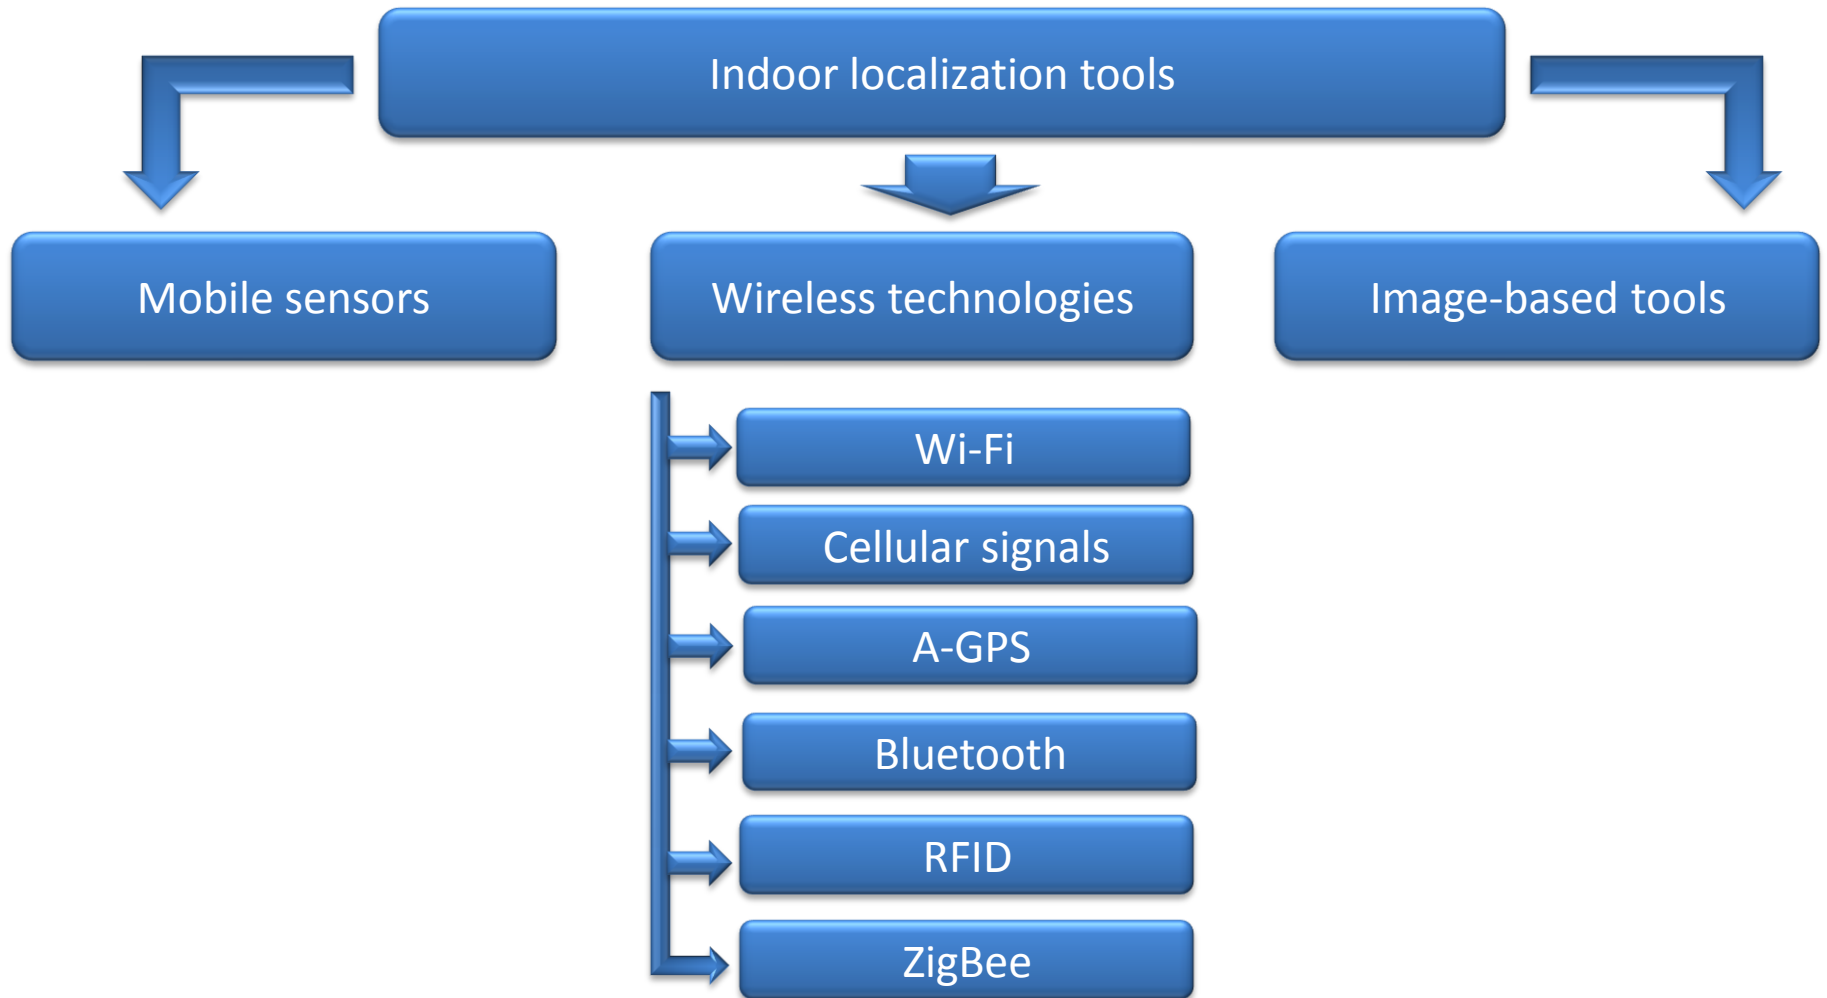 Indoor localization tools
Mobile sensors
Wireless technologies
Image-based tools
Wi-Fi
Cellular signals
A-GPS
Bluetooth
RFID
ZigBee